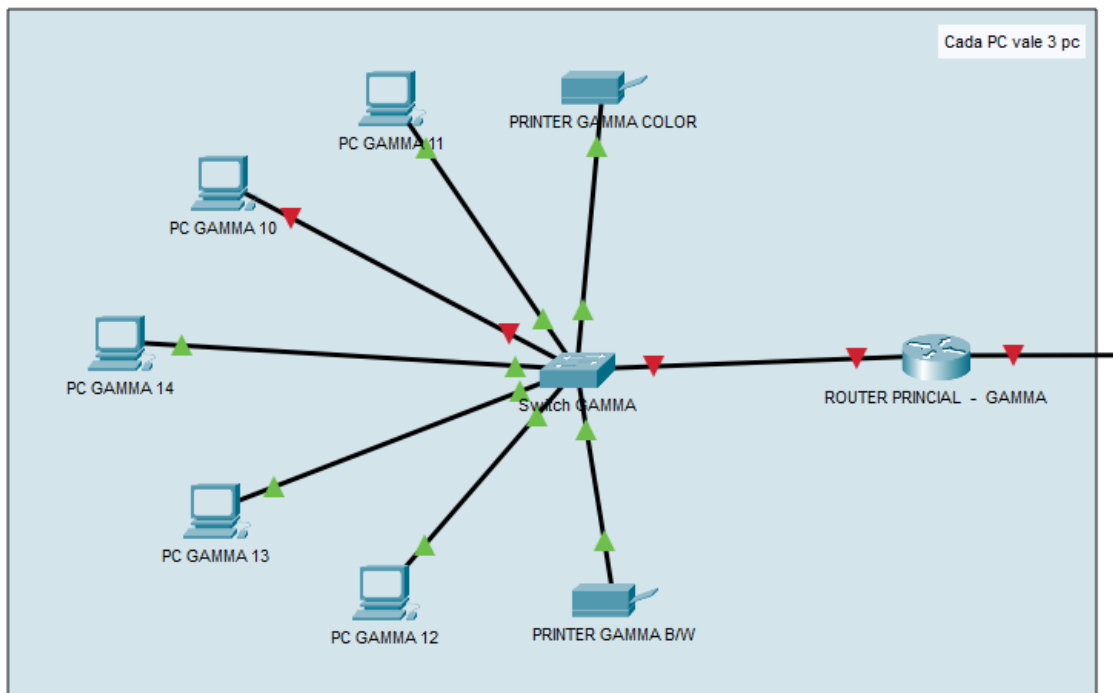 Cada PC vale 3 pc
PRINTER GAMMA COLOR
PC GAMMA 11
PC GAMMA 10
PC GAMMA 14
Switch GAMMA
ROUTER PRINCIAL - GAMMA
PC GAMMA 13
PC GAMMA 12
PRINTER GAMMA B/W